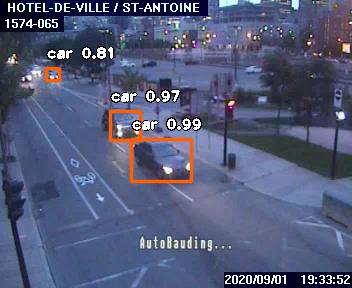 HOTEL-DE-VILLE / ST-ANTOINE
1574-065
car 0.81
car 0.97
car 0.99
AutoBauding...
2020/09/01 19:33:52